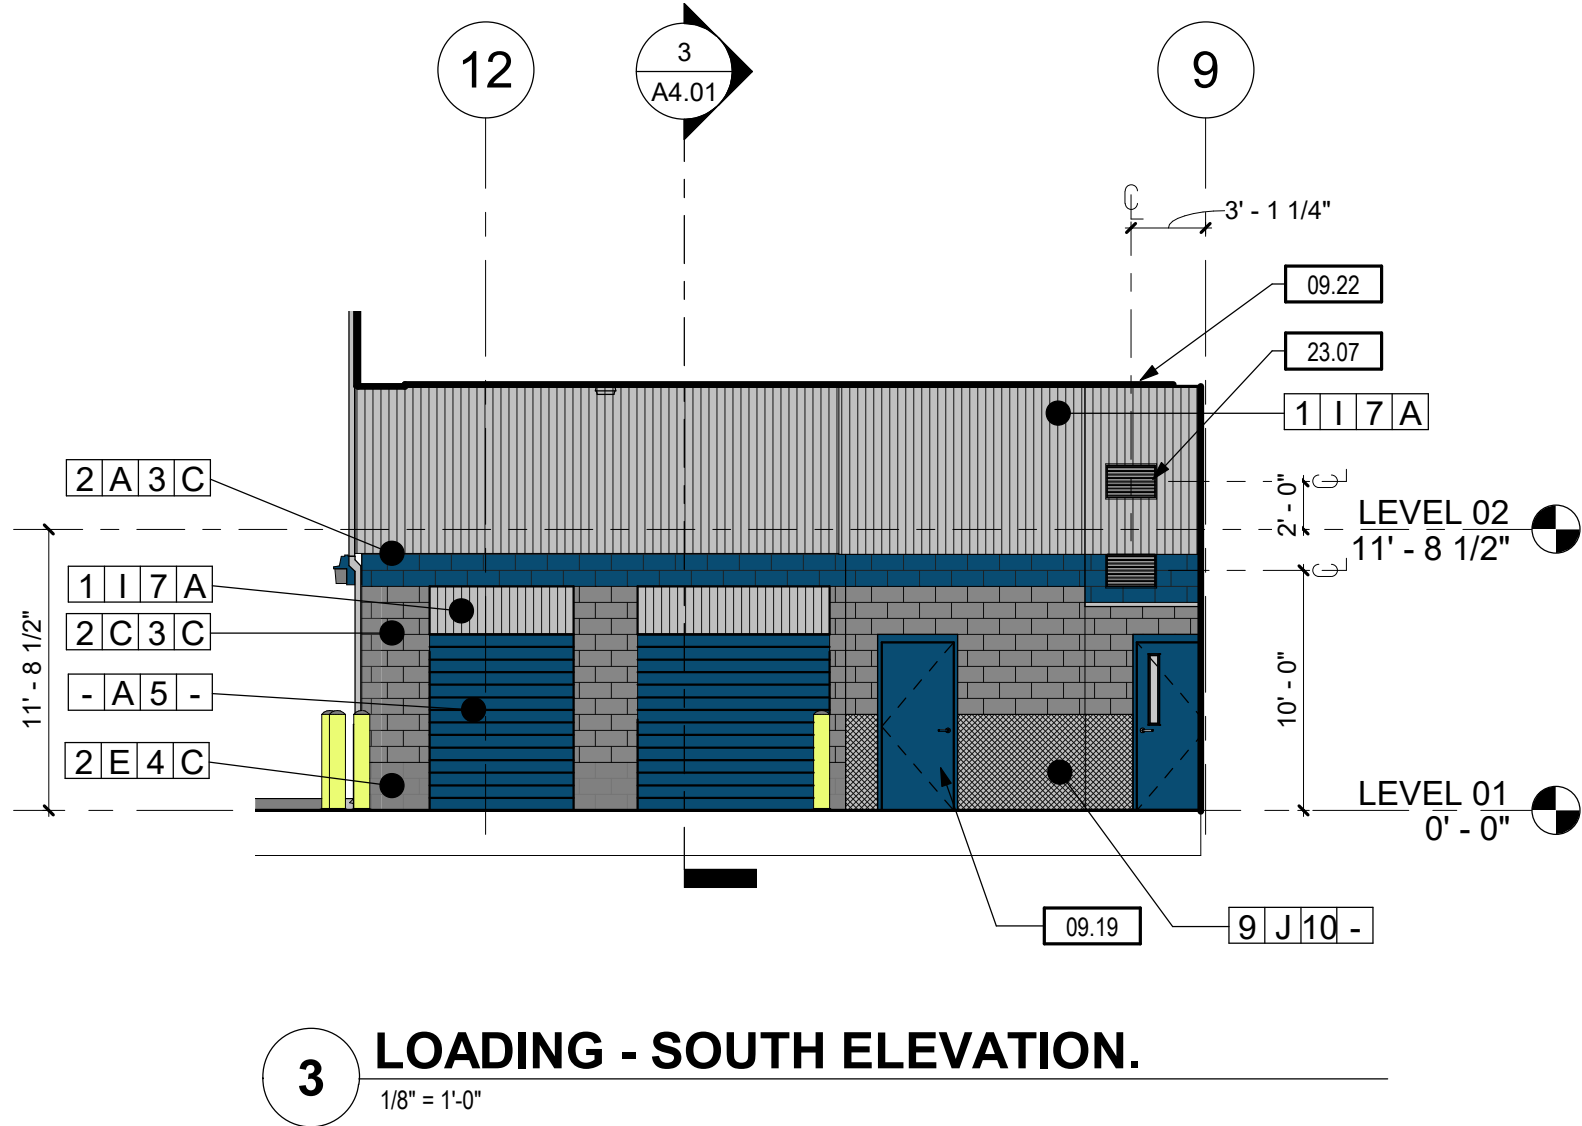 12
3
A4.01
9
℄
3' - 1 1/4"
09.22
23.07
1 I 7 A
2 A 3 C
2' - 0"
℄
LEVEL 02
11' - 8 1/2"
1 I 7 A
℄
2 C 3 C
11' - 8 1/2"
- A 5 -
10' - 0"
2 E 4 C
LEVEL 01
0' - 0"
09.19
9 J 10 -
3
LOADING - SOUTH ELEVATION.
1/8" = 1'-0"